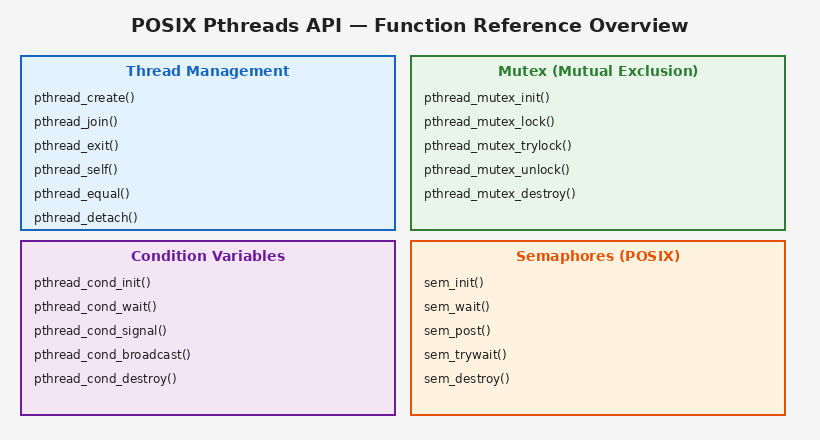 POSIX Pthreads API — Function Reference Overview
Thread Management
pthread_create()
pthread_join()
pthread_exit()
pthread_self()
pthread_equal()
pthread_detach()
Mutex (Mutual Exclusion)
pthread_mutex_init()
pthread_mutex_lock()
pthread_mutex_trylock()
pthread_mutex_unlock()
pthread_mutex_destroy()
Condition Variables
pthread_cond_init()
pthread_cond_wait()
pthread_cond_signal()
pthread_cond_broadcast()
pthread_cond_destroy()
Semaphores (POSIX)
sem_init()
sem_wait()
sem_post()
sem_trywait()
sem_destroy()